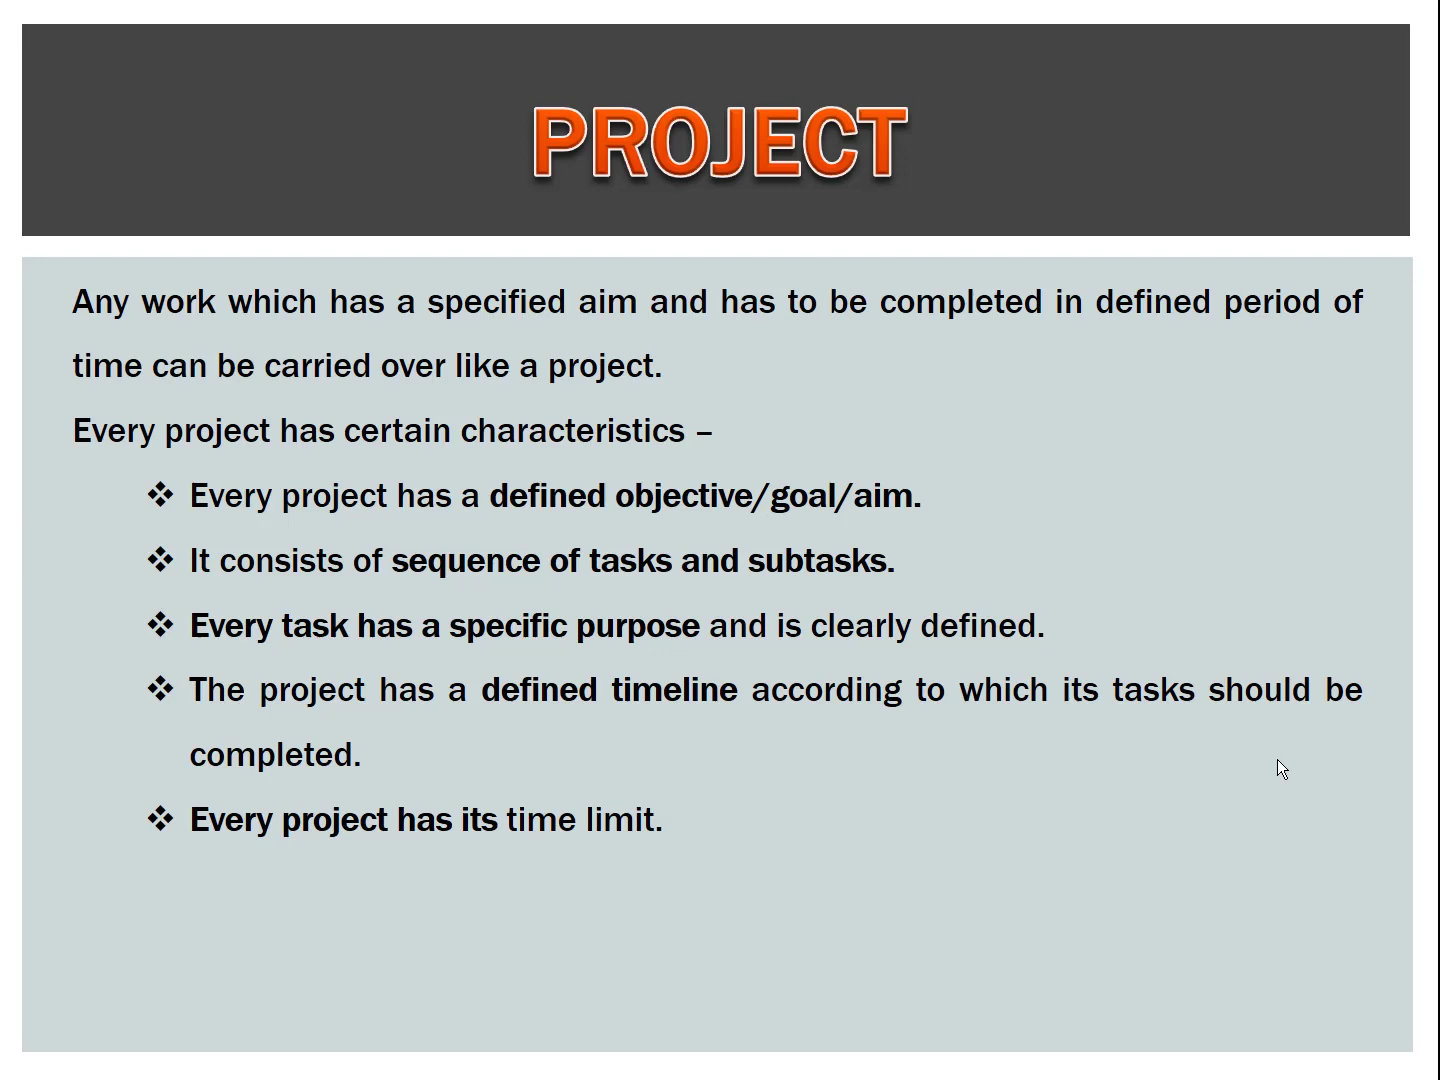 PROJECT
Any work which has a specified aim and has to be completed in defined period of
time can be carried over like a project.
Every project has certain characteristics –
❖ Every project has a defined objective/goal/aim.
❖ It consists of sequence of tasks and subtasks.
❖ Every task has a specific purpose and is clearly defined.
❖ The project has a defined timeline according to which its tasks should be
completed.
❖ Every project has its time limit.